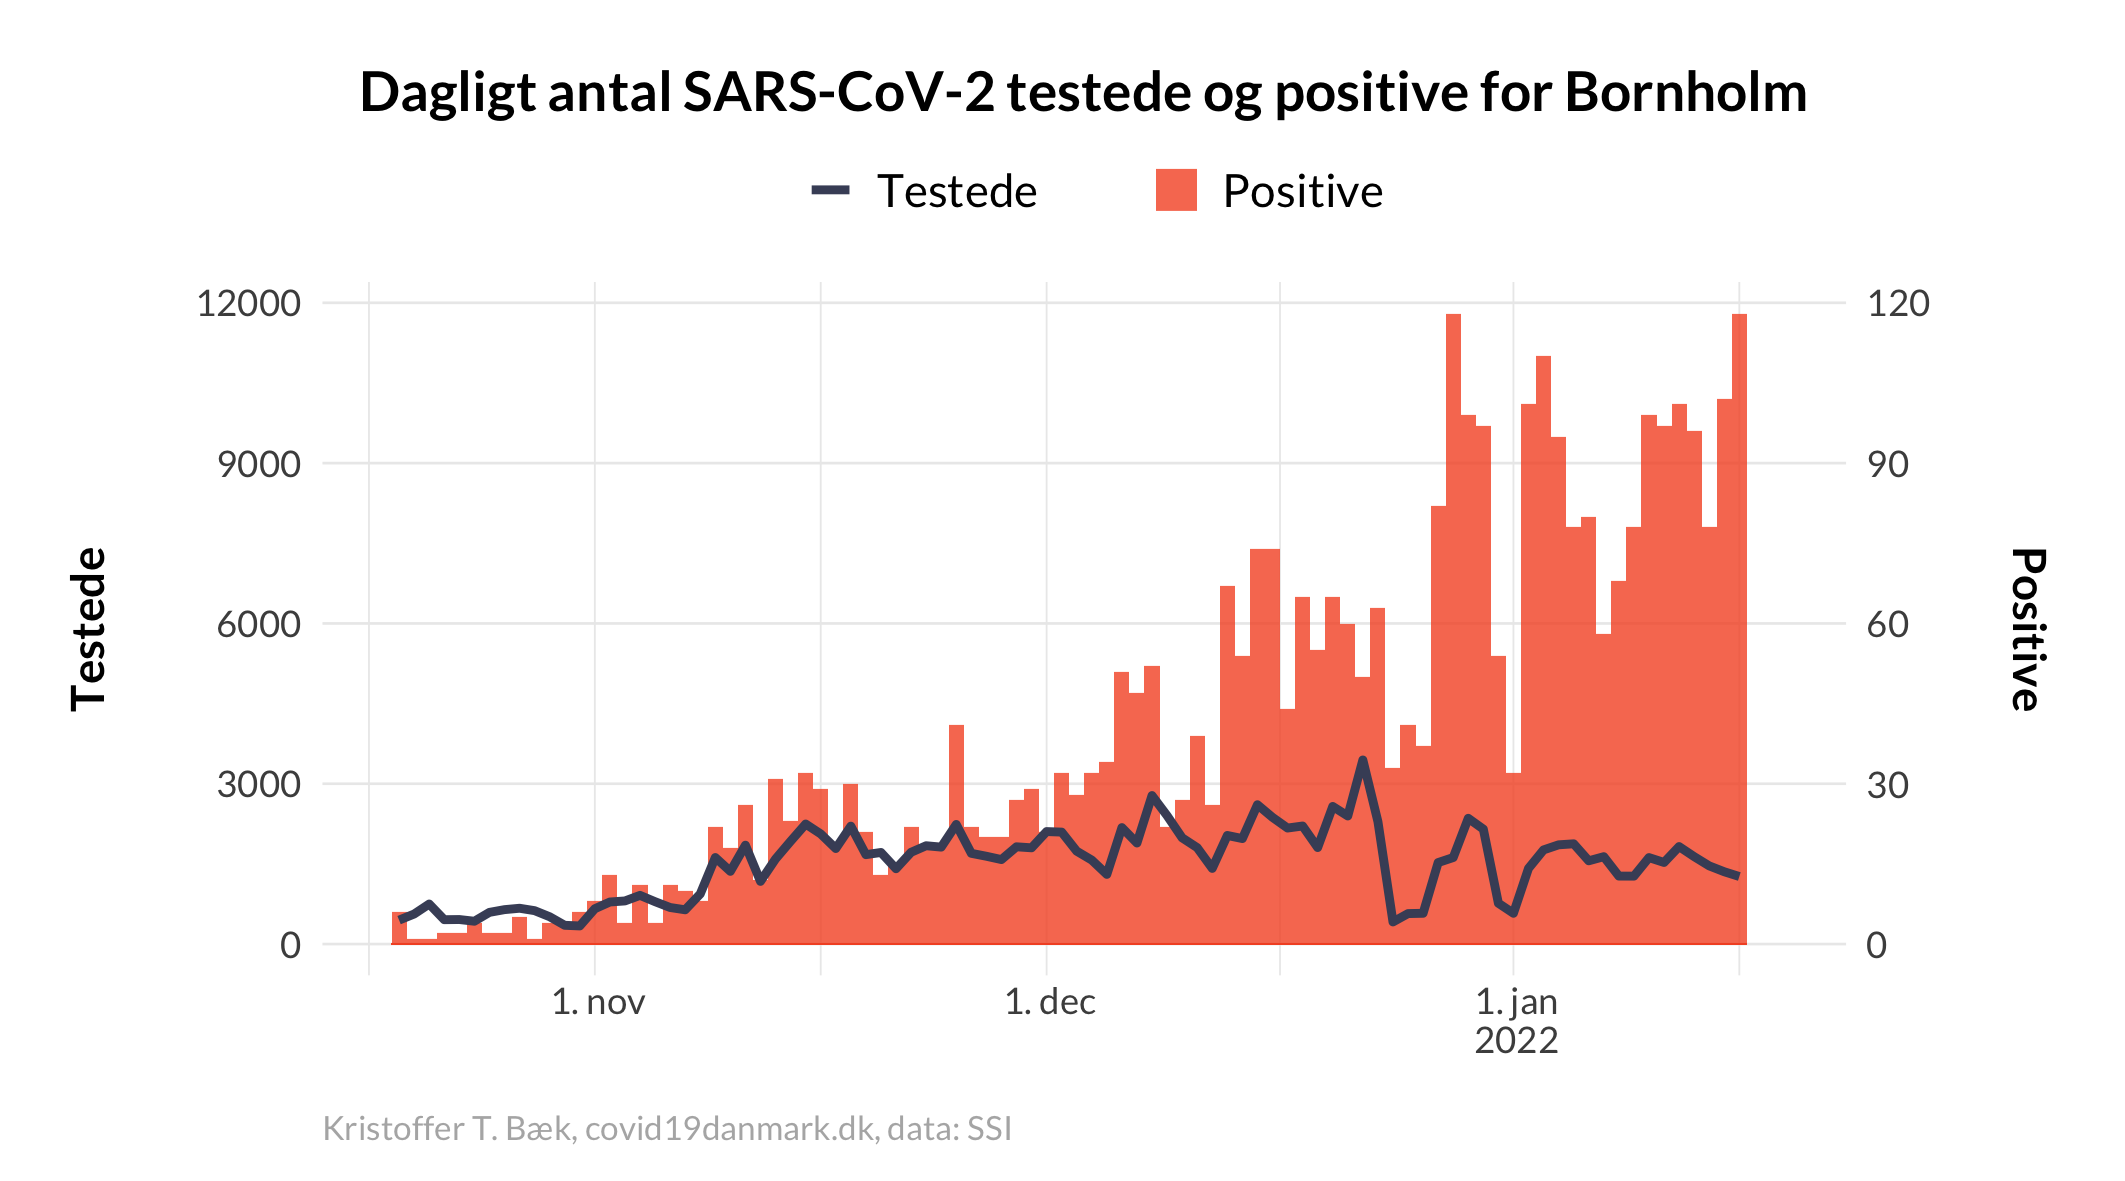 Dagligt antal SARS-CoV-2 testede og positive for Bornholm
Testede
Positive
12000
9000
6000
3000
0
120
90
60
30
0
Testede
Positive
1. nov
1. dec
1. jan
2022
Kristoffer T. Bæk, covid19danmark.dk, data: SSI